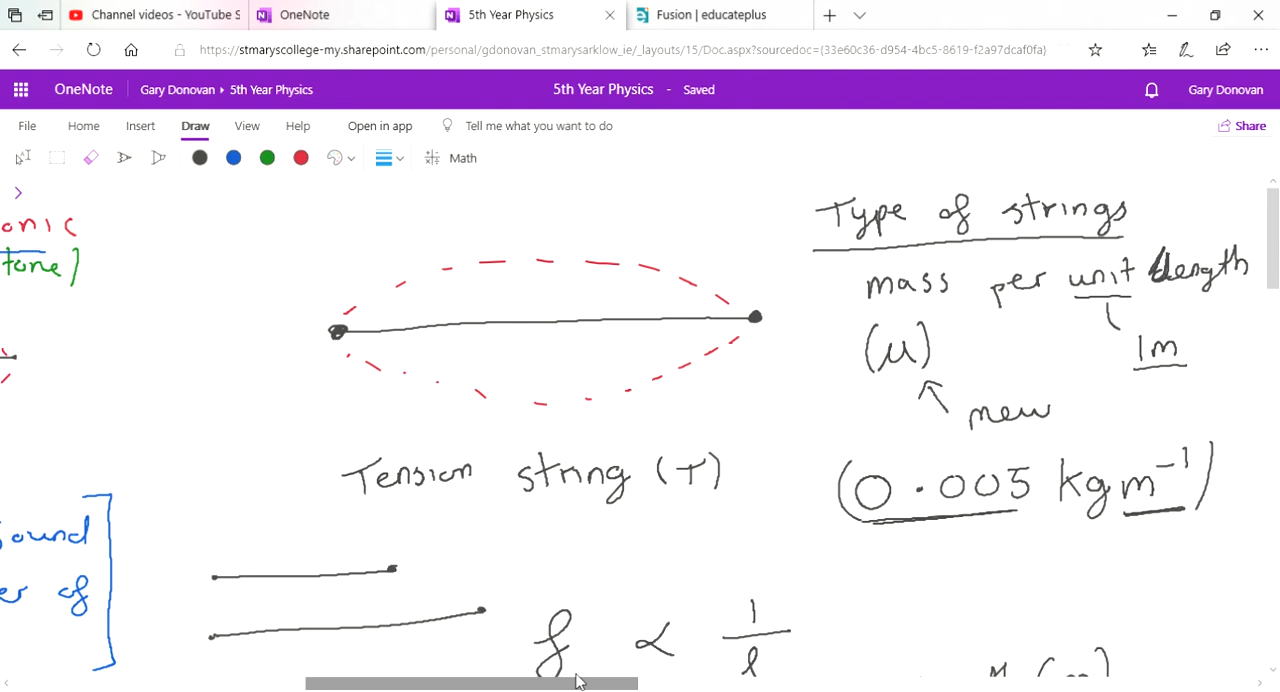 Channel videos - YouTube S
OneNote
5th Year Physics
Fusion | educateplus
https://stmaryscollege-my.sharepoint.com/personal/gdonovan_stmarysarklow_ie/_layouts/15/Doc.aspx?sourcedoc={33e60c36-d954-4bc5-8619-f2a97dcaf0fa}
OneNote
Gary Donovan ▸ 5th Year Physics
5th Year Physics - Saved
Gary Donovan
File Home Insert Draw View Help Open in app Tell me what you want to do
Share
Math
onic
tone]
Type of strings
mass per unit length
(μ)
1m
mew
Tension string (T)
(0.005 kg m⁻¹)
sound
er of
f ∝ 1/l